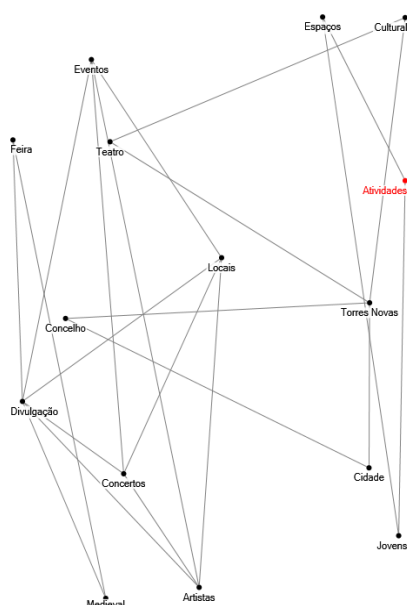 Espaços
Cultural
Eventos
Feira
Teatro
Atividades
Locais
Torres Novas
Concelho
Divulgação
Cidade
Concertos
Jovens
Artistas
Medieval